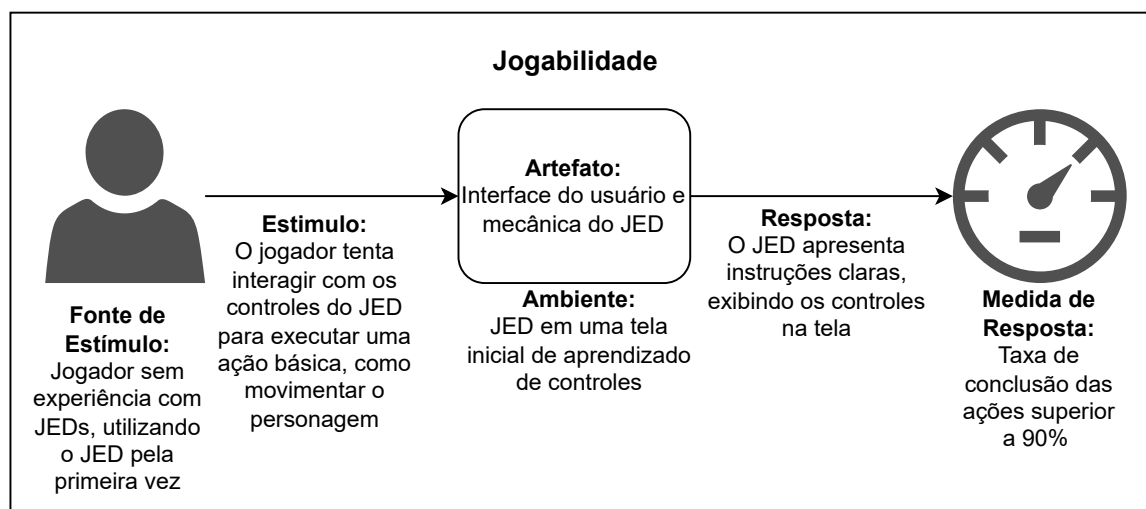 Jogabilidade
Fonte de
Estímulo:
Jogador sem
experiência com
JEDs, utilizando
o JED pela
primeira vez
Estimulo:
O jogador tenta
interagir com os
controles do JED
para executar uma
ação básica, como
movimentar o
personagem
Artefato:
Interface do usuário e
mecânica do JED
Ambiente:
JED em uma tela
inicial de aprendizado
de controles
Resposta:
O JED apresenta
instruções claras,
exibindo os controles
na tela
Medida de
Resposta:
Taxa de
conclusão das
ações superior
a 90%